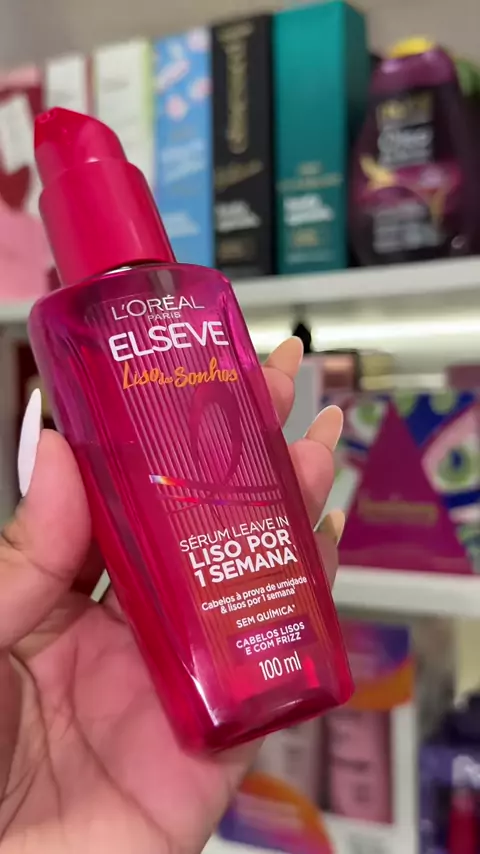 L'ORÉAL
PARIS
ELSEVE
Liso dos Sonhos
SÉRUM LEAVE IN
LISO POR
1 SEMANA
Cabelos à prova de umidade
& lisos por 1 semana*
SEM QUÍMICA*
CABELOS LISOS
E COM FRIZZ
100 ml